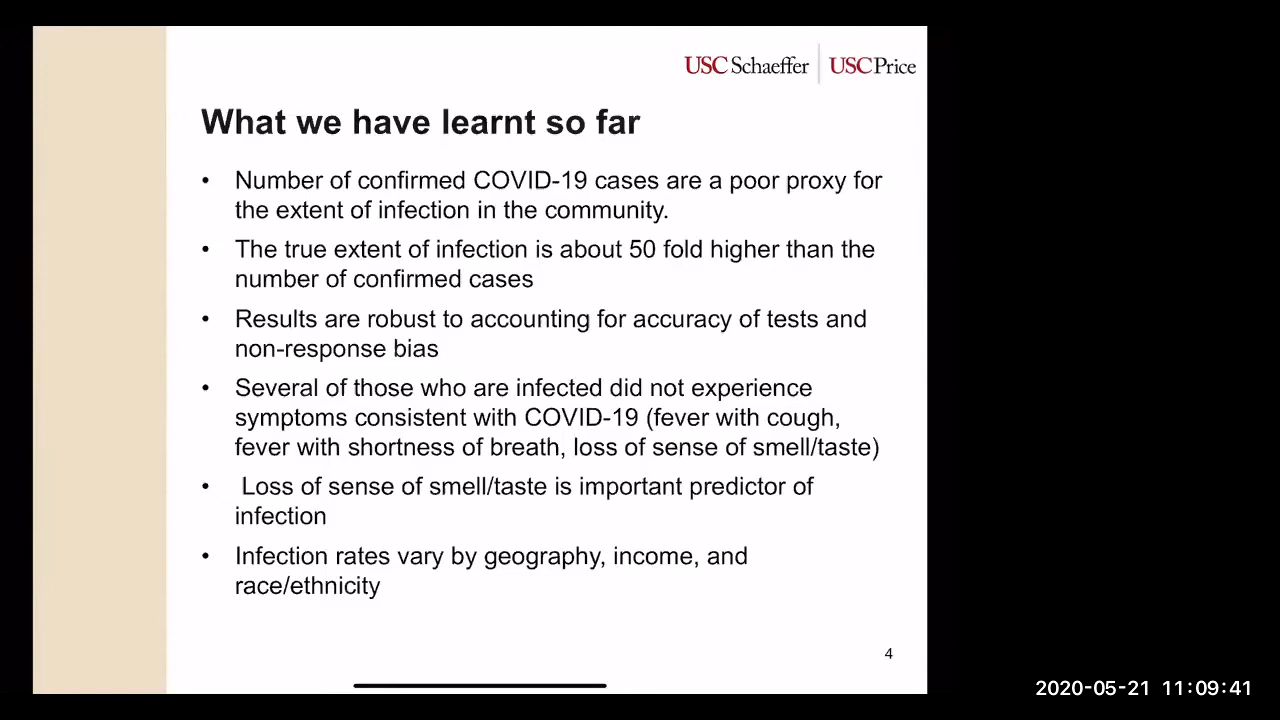 USC Schaeffer | USC Price
What we have learnt so far
• Number of confirmed COVID-19 cases are a poor proxy for
the extent of infection in the community.
• The true extent of infection is about 50 fold higher than the
number of confirmed cases
• Results are robust to accounting for accuracy of tests and
non-response bias
• Several of those who are infected did not experience
symptoms consistent with COVID-19 (fever with cough,
fever with shortness of breath, loss of sense of smell/taste)
• Loss of sense of smell/taste is important predictor of
infection
• Infection rates vary by geography, income, and
race/ethnicity
4
2020-05-21 11:09:41